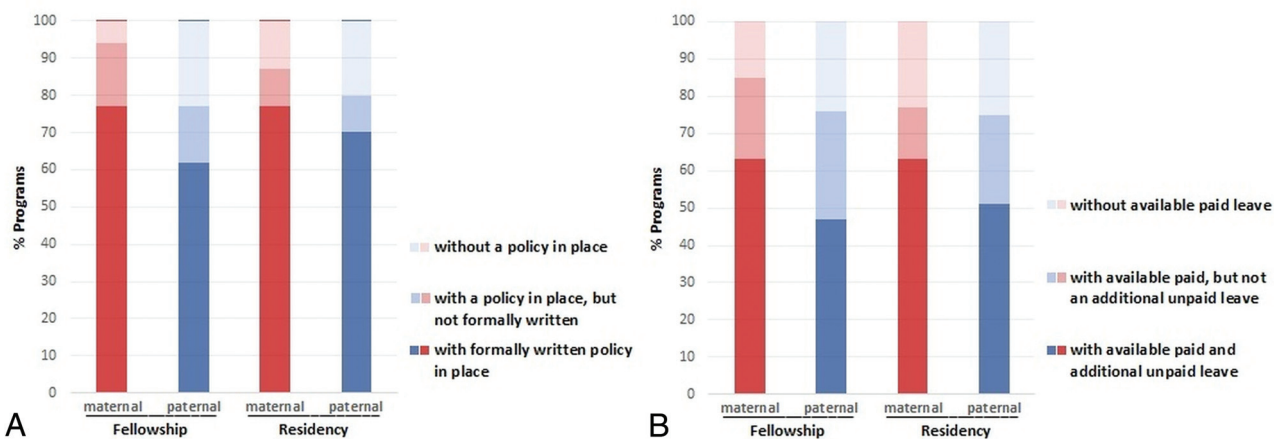 100
90
80
70
60
50
40
30
20
10
0
% Programs
maternal paternal maternal paternal
Fellowship Residency
without a policy in place
with a policy in place, but
not formally written
with formally written policy
in place
A
100
90
80
70
60
50
40
30
20
10
0
% Programs
maternal paternal maternal paternal
Fellowship Residency
without available paid leave
with available paid, but not
an additional unpaid leave
with available paid and
additional unpaid leave
B